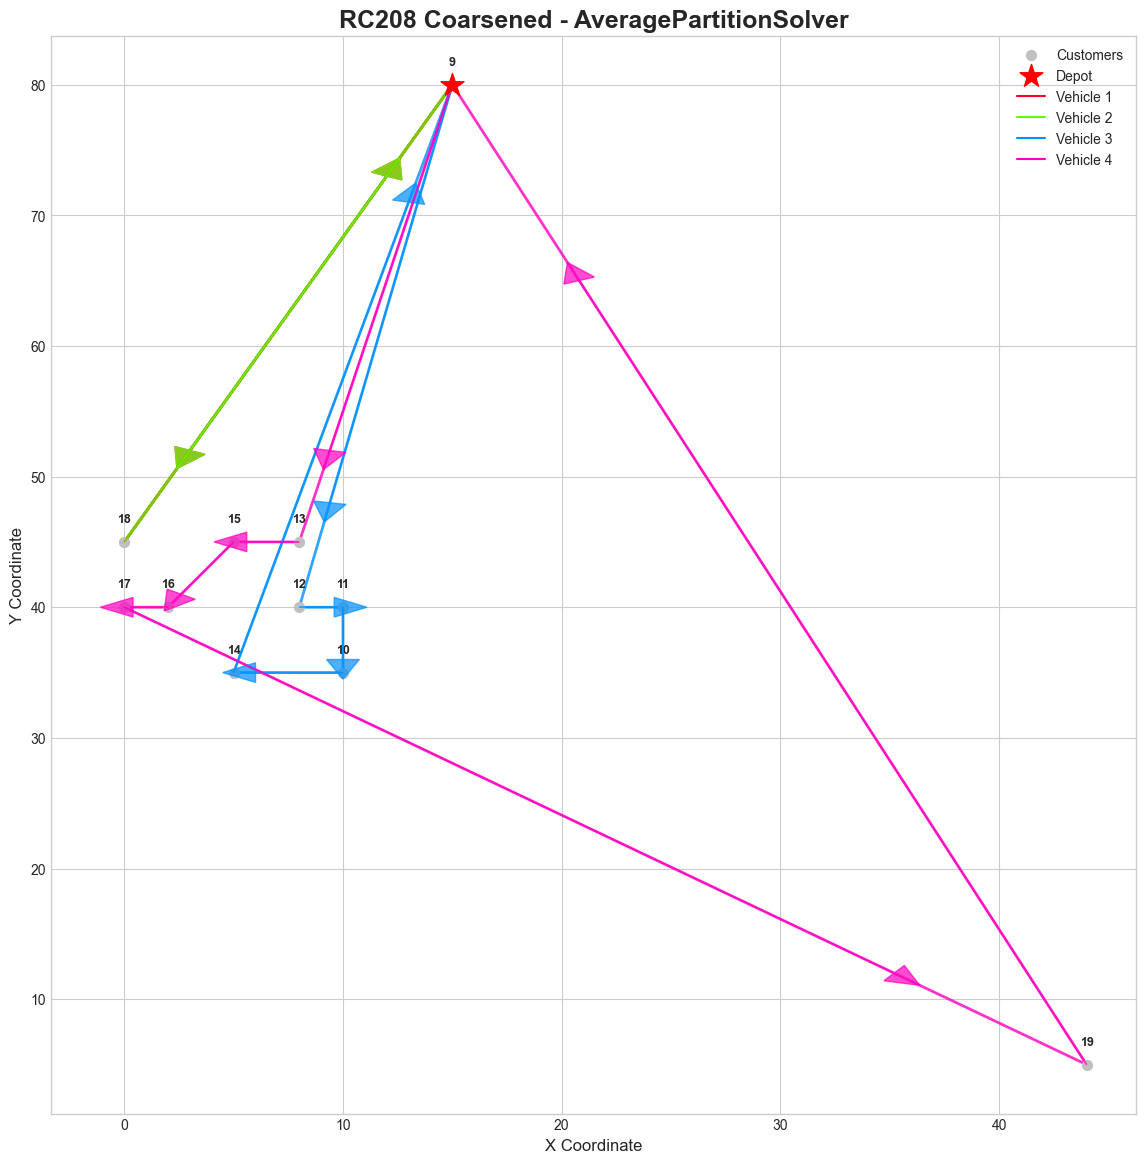 RC208 Coarsened - AveragePartitionSolver
9
Customers
Depot
Vehicle 1
Vehicle 2
Vehicle 3
Vehicle 4
80
70
60
50
18
15
13
17
16
12
11
40
14
10
30
20
10
19
0
10
20
30
40
X Coordinate
Y Coordinate